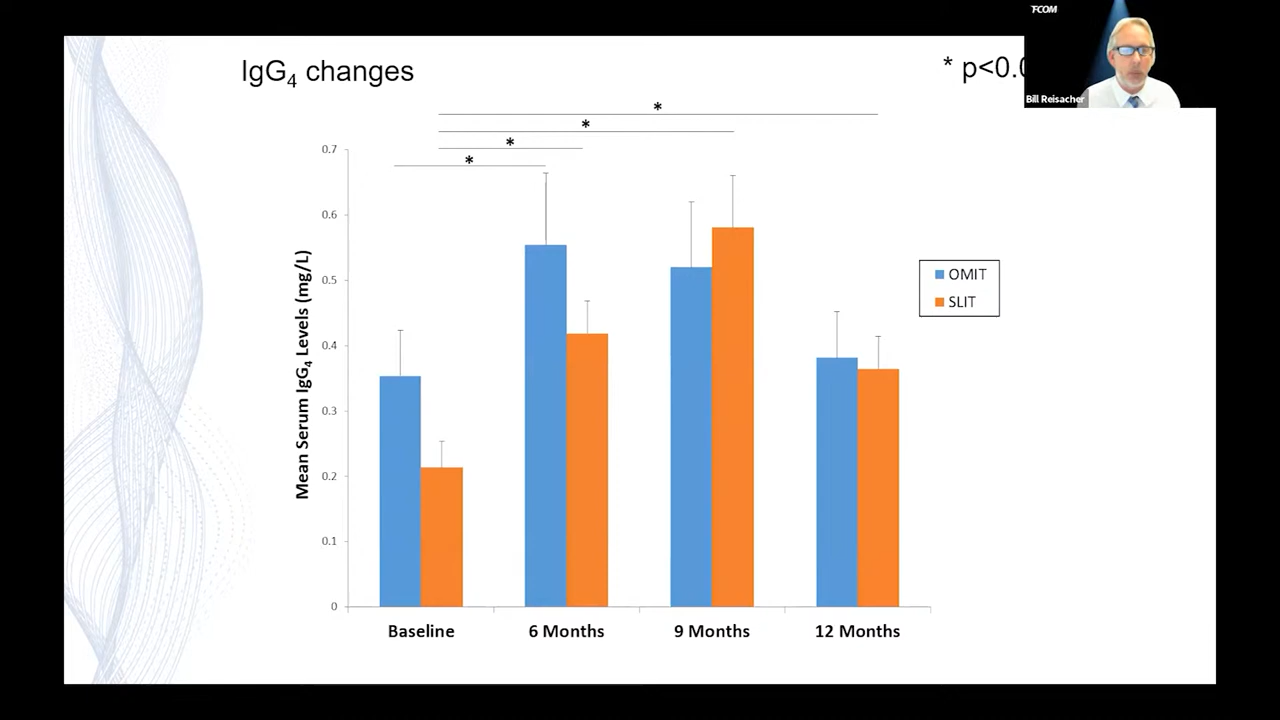 FCOM
IgG4 changes
* p<0.0
Bill Reisacher
*
*
*
*
0.7
0.6
0.5
0.4
0.3
0.2
0.1
0
Mean Serum IgG4 Levels (mg/L)
OMIT
SLIT
Baseline
6 Months
9 Months
12 Months